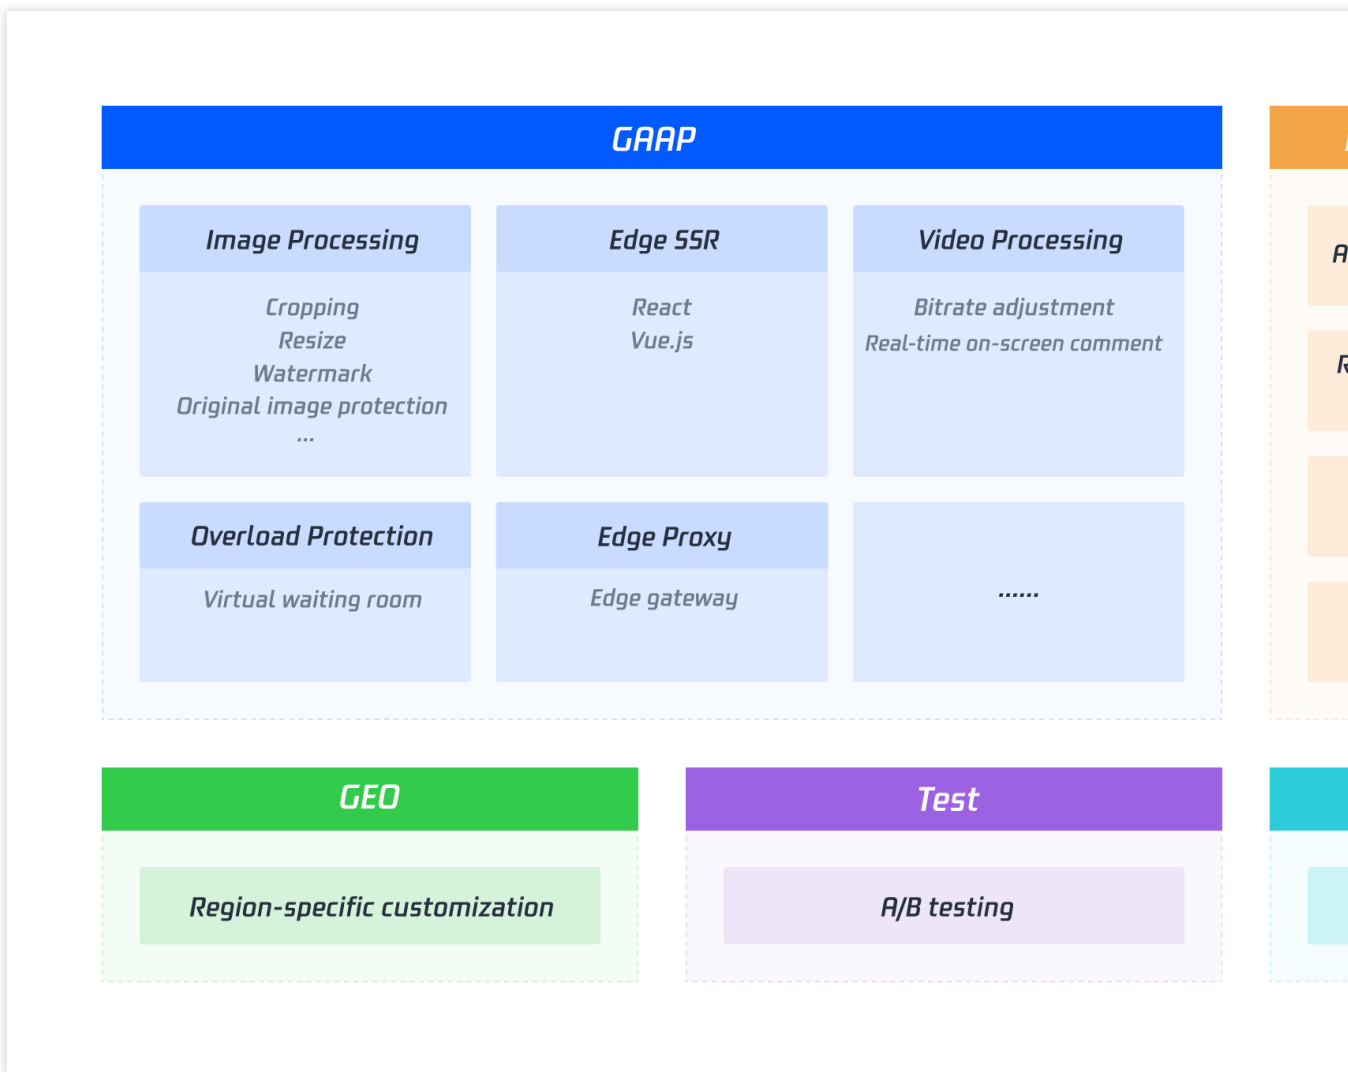 GAAP
Image Processing
Cropping
Resize
Watermark
Original image protection
...
Edge SSR
React
Vue.js
Video Processing
Bitrate adjustment
Real-time on-screen comment
Overload Protection
Virtual waiting room
Edge Proxy
Edge gateway
......
GEO
Region-specific customization
Test
A/B testing